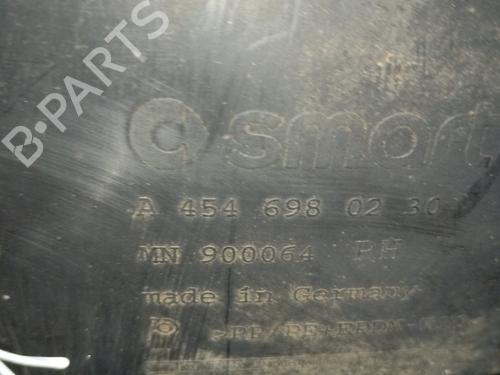 B-PARTS
smart
A 454 698 02 30
MN 900064 RH
made in Germany